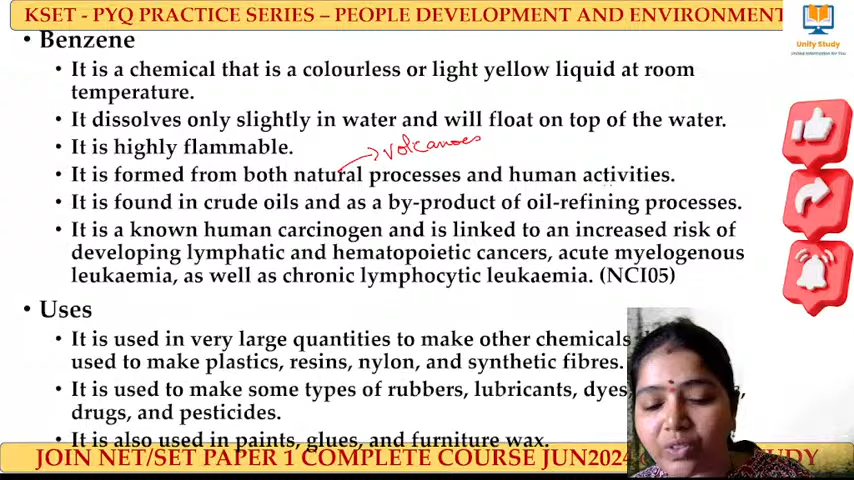 KSET - PYQ PRACTICE SERIES – PEOPLE DEVELOPMENT AND ENVIRONMENT
Unity Study
• Benzene
• It is a chemical that is a colourless or light yellow liquid at room
temperature.
• It dissolves only slightly in water and will float on top of the water.
• It is highly flammable.
volcanoes
• It is formed from both natural processes and human activities.
• It is found in crude oils and as a by-product of oil-refining processes.
• It is a known human carcinogen and is linked to an increased risk of
developing lymphatic and hematopoietic cancers, acute myelogenous
leukaemia, as well as chronic lymphocytic leukaemia. (NCI05)
• Uses
• It is used in very large quantities to make other chemicals
used to make plastics, resins, nylon, and synthetic fibres.
• It is used to make some types of rubbers, lubricants, dyes,
drugs, and pesticides.
• It is also used in paints, glues, and furniture wax.
JOIN NET/SET PAPER 1 COMPLETE COURSE JUN2024